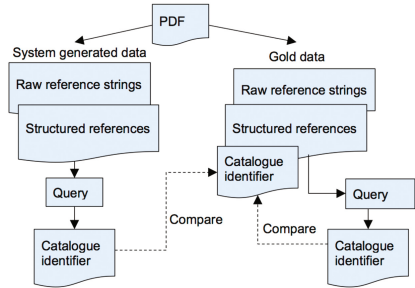 PDF
System generated data
Gold data
Raw reference strings
Structured references
Query
Catalogue
identifier
Raw reference strings
Structured references
Catalogue
identifier
Query
Catalogue
identifier
Compare
Compare